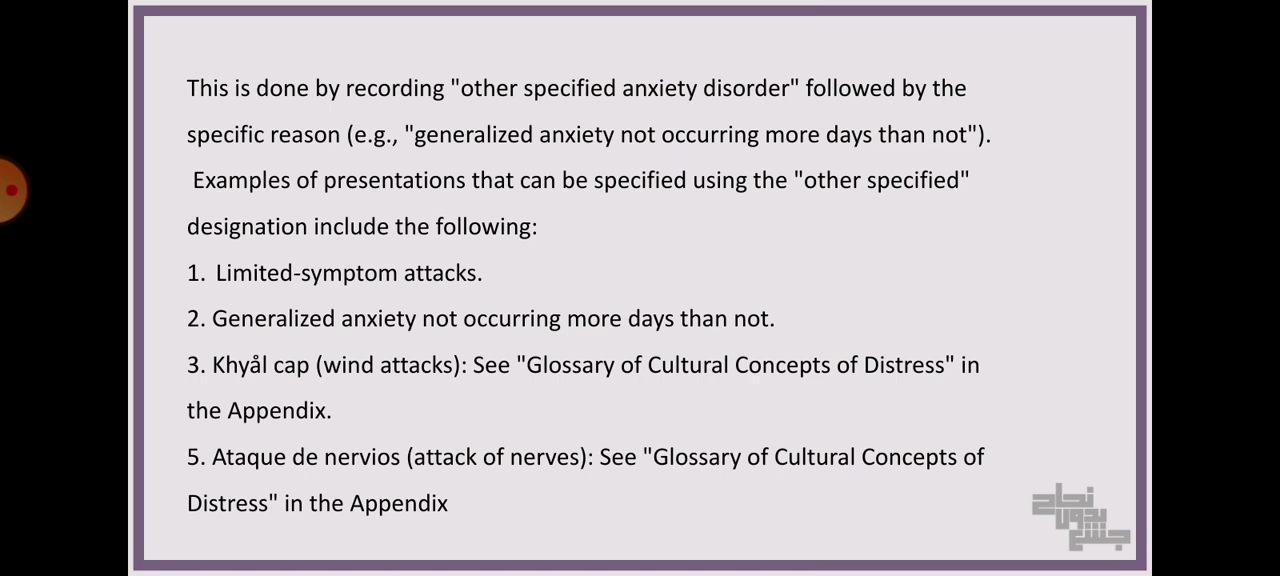 This is done by recording "other specified anxiety disorder" followed by the
specific reason (e.g., "generalized anxiety not occurring more days than not").
Examples of presentations that can be specified using the "other specified"
designation include the following:
1. Limited-symptom attacks.
2. Generalized anxiety not occurring more days than not.
3. Khyål cap (wind attacks): See "Glossary of Cultural Concepts of Distress" in
the Appendix.
5. Ataque de nervios (attack of nerves): See "Glossary of Cultural Concepts of
Distress" in the Appendix
نجاح
بدون
جشع